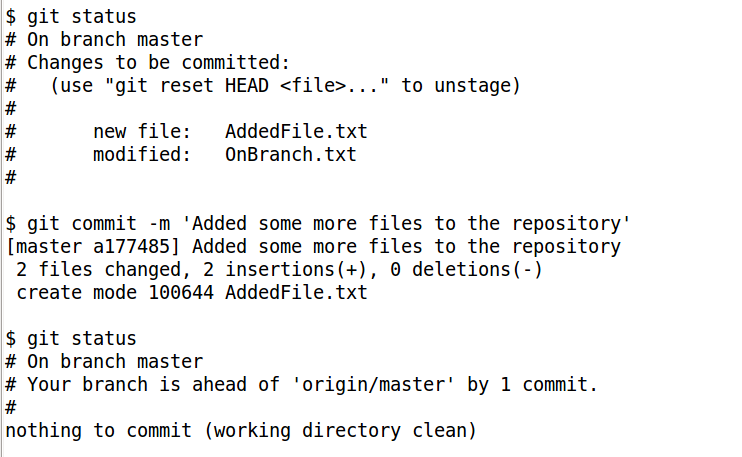 $ git status
# On branch master
# Changes to be committed:
#   (use "git reset HEAD <file>..." to unstage)
#
#       new file:   AddedFile.txt
#       modified:   OnBranch.txt
#

$ git commit -m 'Added some more files to the repository'
[master a177485] Added some more files to the repository
 2 files changed, 2 insertions(+), 0 deletions(-)
 create mode 100644 AddedFile.txt

$ git status
# On branch master
# Your branch is ahead of 'origin/master' by 1 commit.
#
nothing to commit (working directory clean)